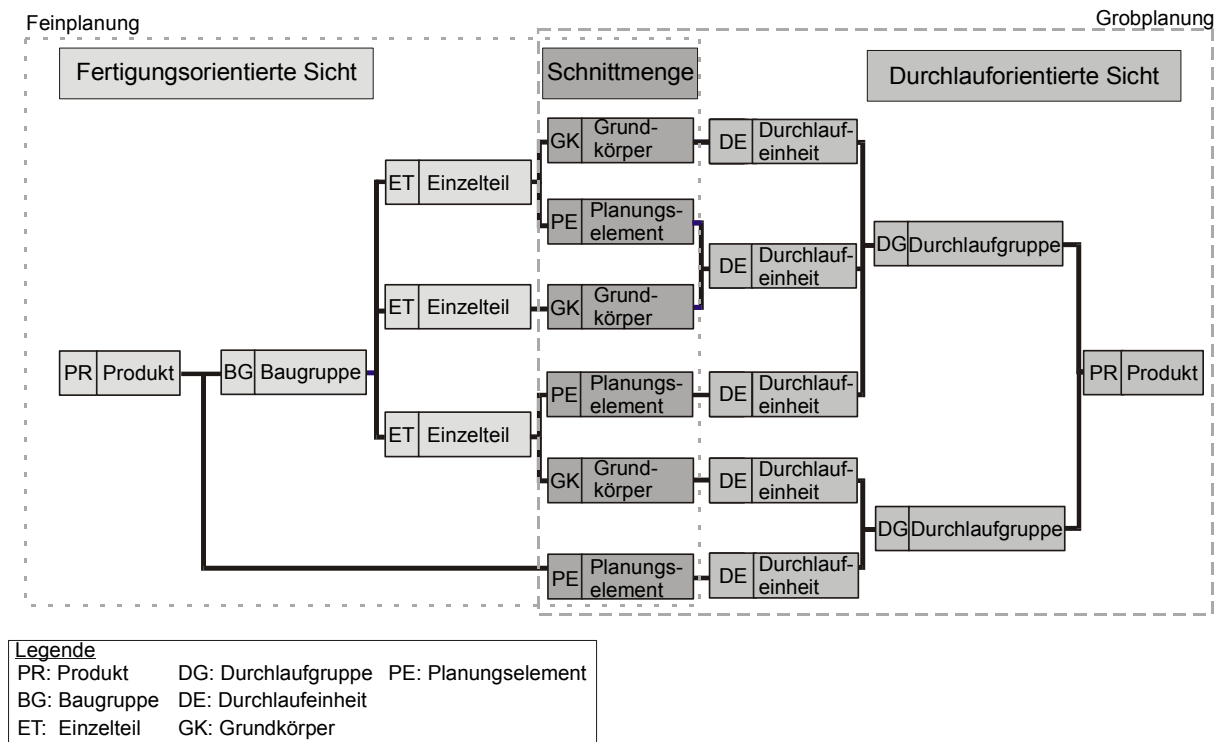 Feinplanung
Grobplanung
Fertigungsorientierte Sicht
Schnittmenge
Durchlauforientierte Sicht
GK Grund-
körper
DE Durchlauf-
einheit
ET Einzelteil
PE Planungs-
element
DE Durchlauf-
einheit
DG Durchlaufgruppe
ET Einzelteil
GK Grund-
körper
PR Produkt
BG Baugruppe
PR Produkt
PE Planungs-
element
DE Durchlauf-
einheit
ET Einzelteil
GK Grund-
körper
DE Durchlauf-
einheit
DG Durchlaufgruppe
PE Planungs-
element
DE Durchlauf-
einheit
Legende
PR: Produkt DG: Durchlaufgruppe PE: Planungselement
BG: Baugruppe DE: Durchlaufeinheit
ET: Einzelteil GK: Grundkörper